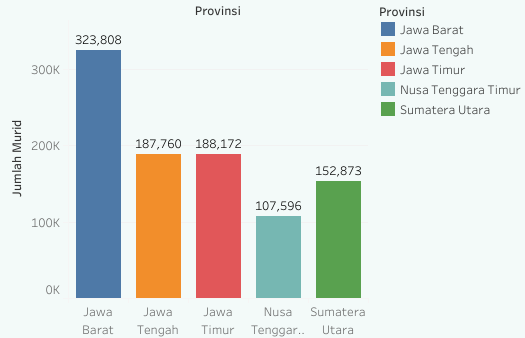 Provinsi
Jumlah Murid
300K
200K
100K
0K
323,808
187,760
188,172
107,596
152,873
Jawa
Barat
Jawa
Tengah
Jawa
Timur
Nusa
Tenggar..
Sumatera
Utara
Provinsi
Jawa Barat
Jawa Tengah
Jawa Timur
Nusa Tenggara Timur
Sumatera Utara